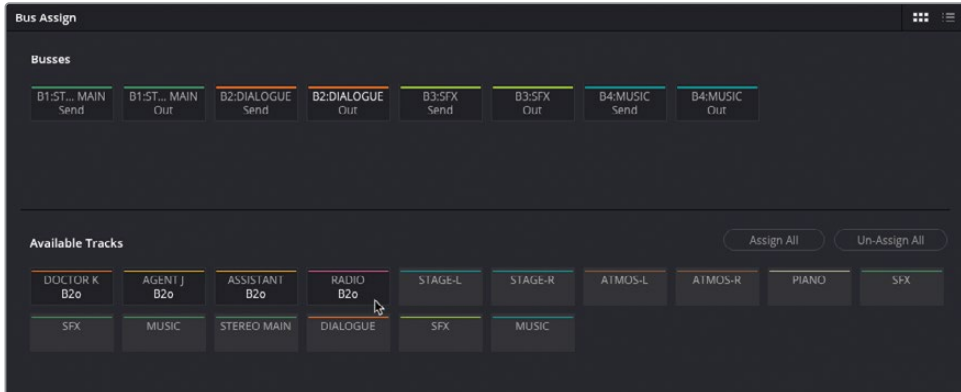 Bus Assign
Busses
B1:ST... MAIN B1:ST... MAIN B2:DIALOGUE B2:DIALOGUE B3:SFX B3:SFX B4:MUSIC B4:MUSIC
Send Out Send Out Send Out Send Out
Available Tracks Assign All Un-Assign All
DOCTOR K AGENT J ASSISTANT RADIO STAGE-L STAGE-R ATMOS-L ATMOS-R PIANO SFX
B2o B2o B2o B2o
SFX MUSIC STEREO MAIN DIALOGUE SFX MUSIC